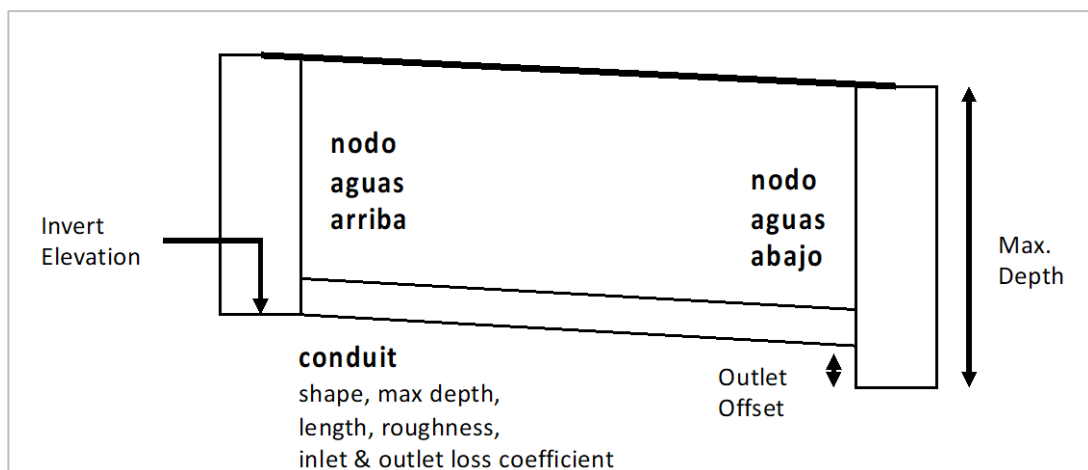 nodo
aguas
arriba
nodo
aguas
abajo
Invert
Elevation
Max.
Depth
conduit
shape, max depth,
length, roughness,
inlet & outlet loss coefficient
Outlet
Offset